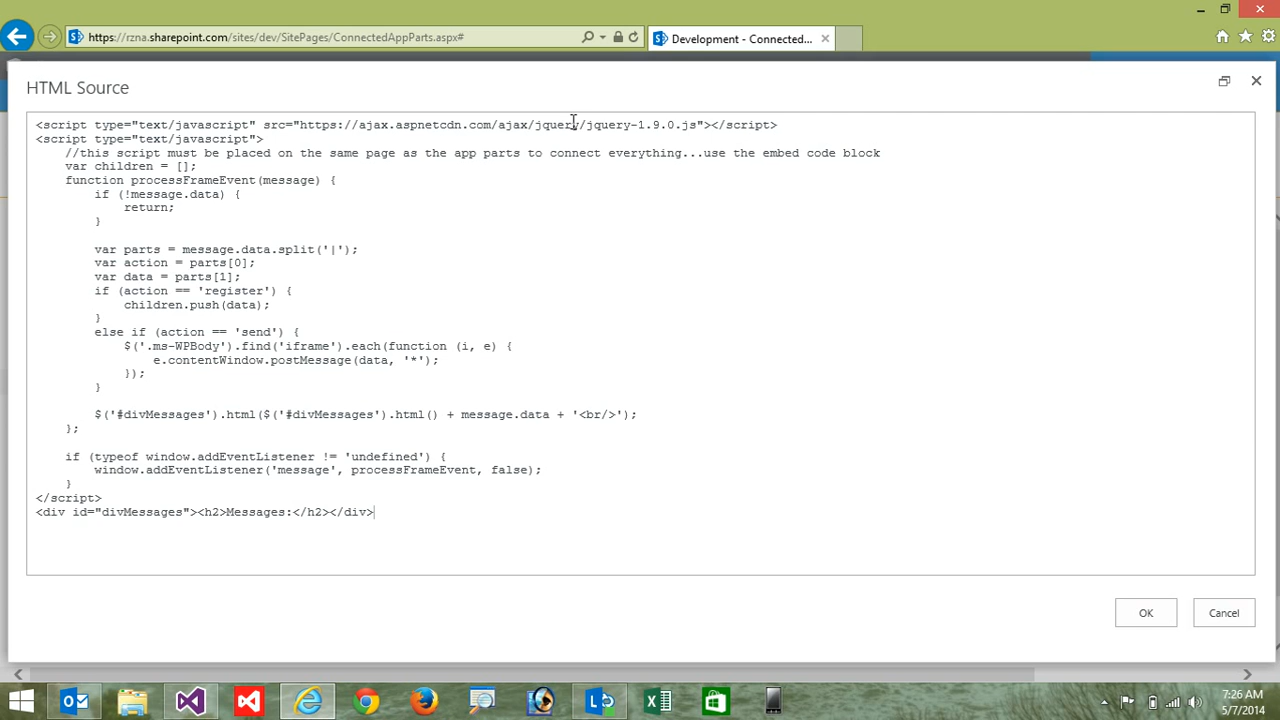 https://rzna.sharepoint.com/sites/dev/SitePages/ConnectedAppParts.aspx#
Development - Connected...
HTML Source
<script type="text/javascript" src="https://ajax.aspnetcdn.com/ajax/jquery/jquery-1.9.0.js"></script>
<script type="text/javascript">
//this script must be placed on the same page as the app parts to connect everything...use the embed code block
var children = [];
function processFrameEvent(message) {
if (!message.data) {
return;
}
var parts = message.data.split('|');
var action = parts[0];
var data = parts[1];
if (action == 'register') {
children.push(data);
}
else if (action == 'send') {
$('.ms-WPBody').find('iframe').each(function (i, e) {
e.contentWindow.postMessage(data, '*');
});
}
$('#divMessages').html($('#divMessages').html() + message.data + '<br/>');
};
if (typeof window.addEventListener != 'undefined') {
window.addEventListener('message', processFrameEvent, false);
}
</script>
<div id="divMessages"><h2>Messages:</h2></div>
OK
Cancel
7:26 AM
5/7/2014